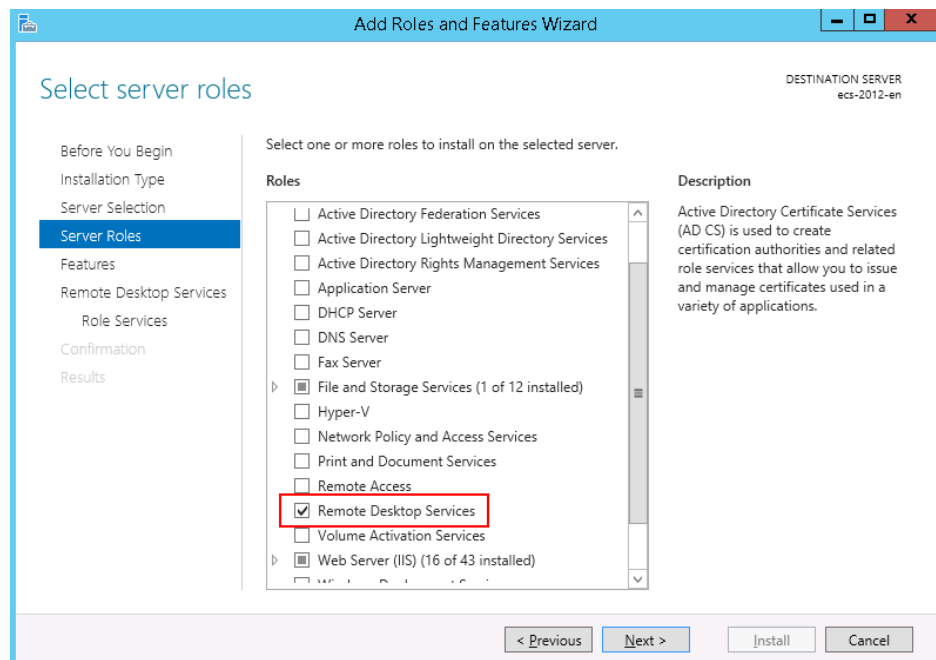 Add Roles and Features Wizard
Select server roles
DESTINATION SERVER
ecs-2012-en
Before You Begin
Installation Type
Server Selection
Server Roles
Features
Remote Desktop Services
Role Services
Confirmation
Results
Select one or more roles to install on the selected server.
Roles
Active Directory Federation Services
Active Directory Lightweight Directory Services
Active Directory Rights Management Services
Application Server
DHCP Server
DNS Server
Fax Server
File and Storage Services (1 of 12 installed)
Hyper-V
Network Policy and Access Services
Print and Document Services
Remote Access
Remote Desktop Services
Volume Activation Services
Web Server (IIS) (16 of 43 installed)
Description
Active Directory Certificate Services
(AD CS) is used to create
certification authorities and related
role services that allow you to issue
and manage certificates used in a
variety of applications.
< Previous
Next >
Install
Cancel